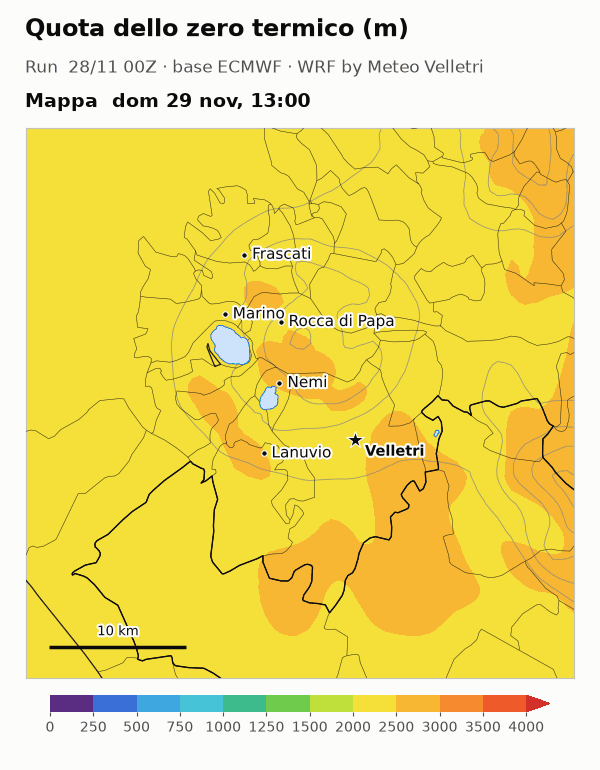 Quota dello zero termico (m)
Run  28/11 00Z · base ECMWF · WRF by Meteo Velletri
Mappa  dom 29 nov, 13:00
Frascati
Marino
Rocca di Papa
Nemi
Velletri
Lanuvio
10 km
0 250 500 750 1000 1250 1500 2000 2500 3000 3500 4000